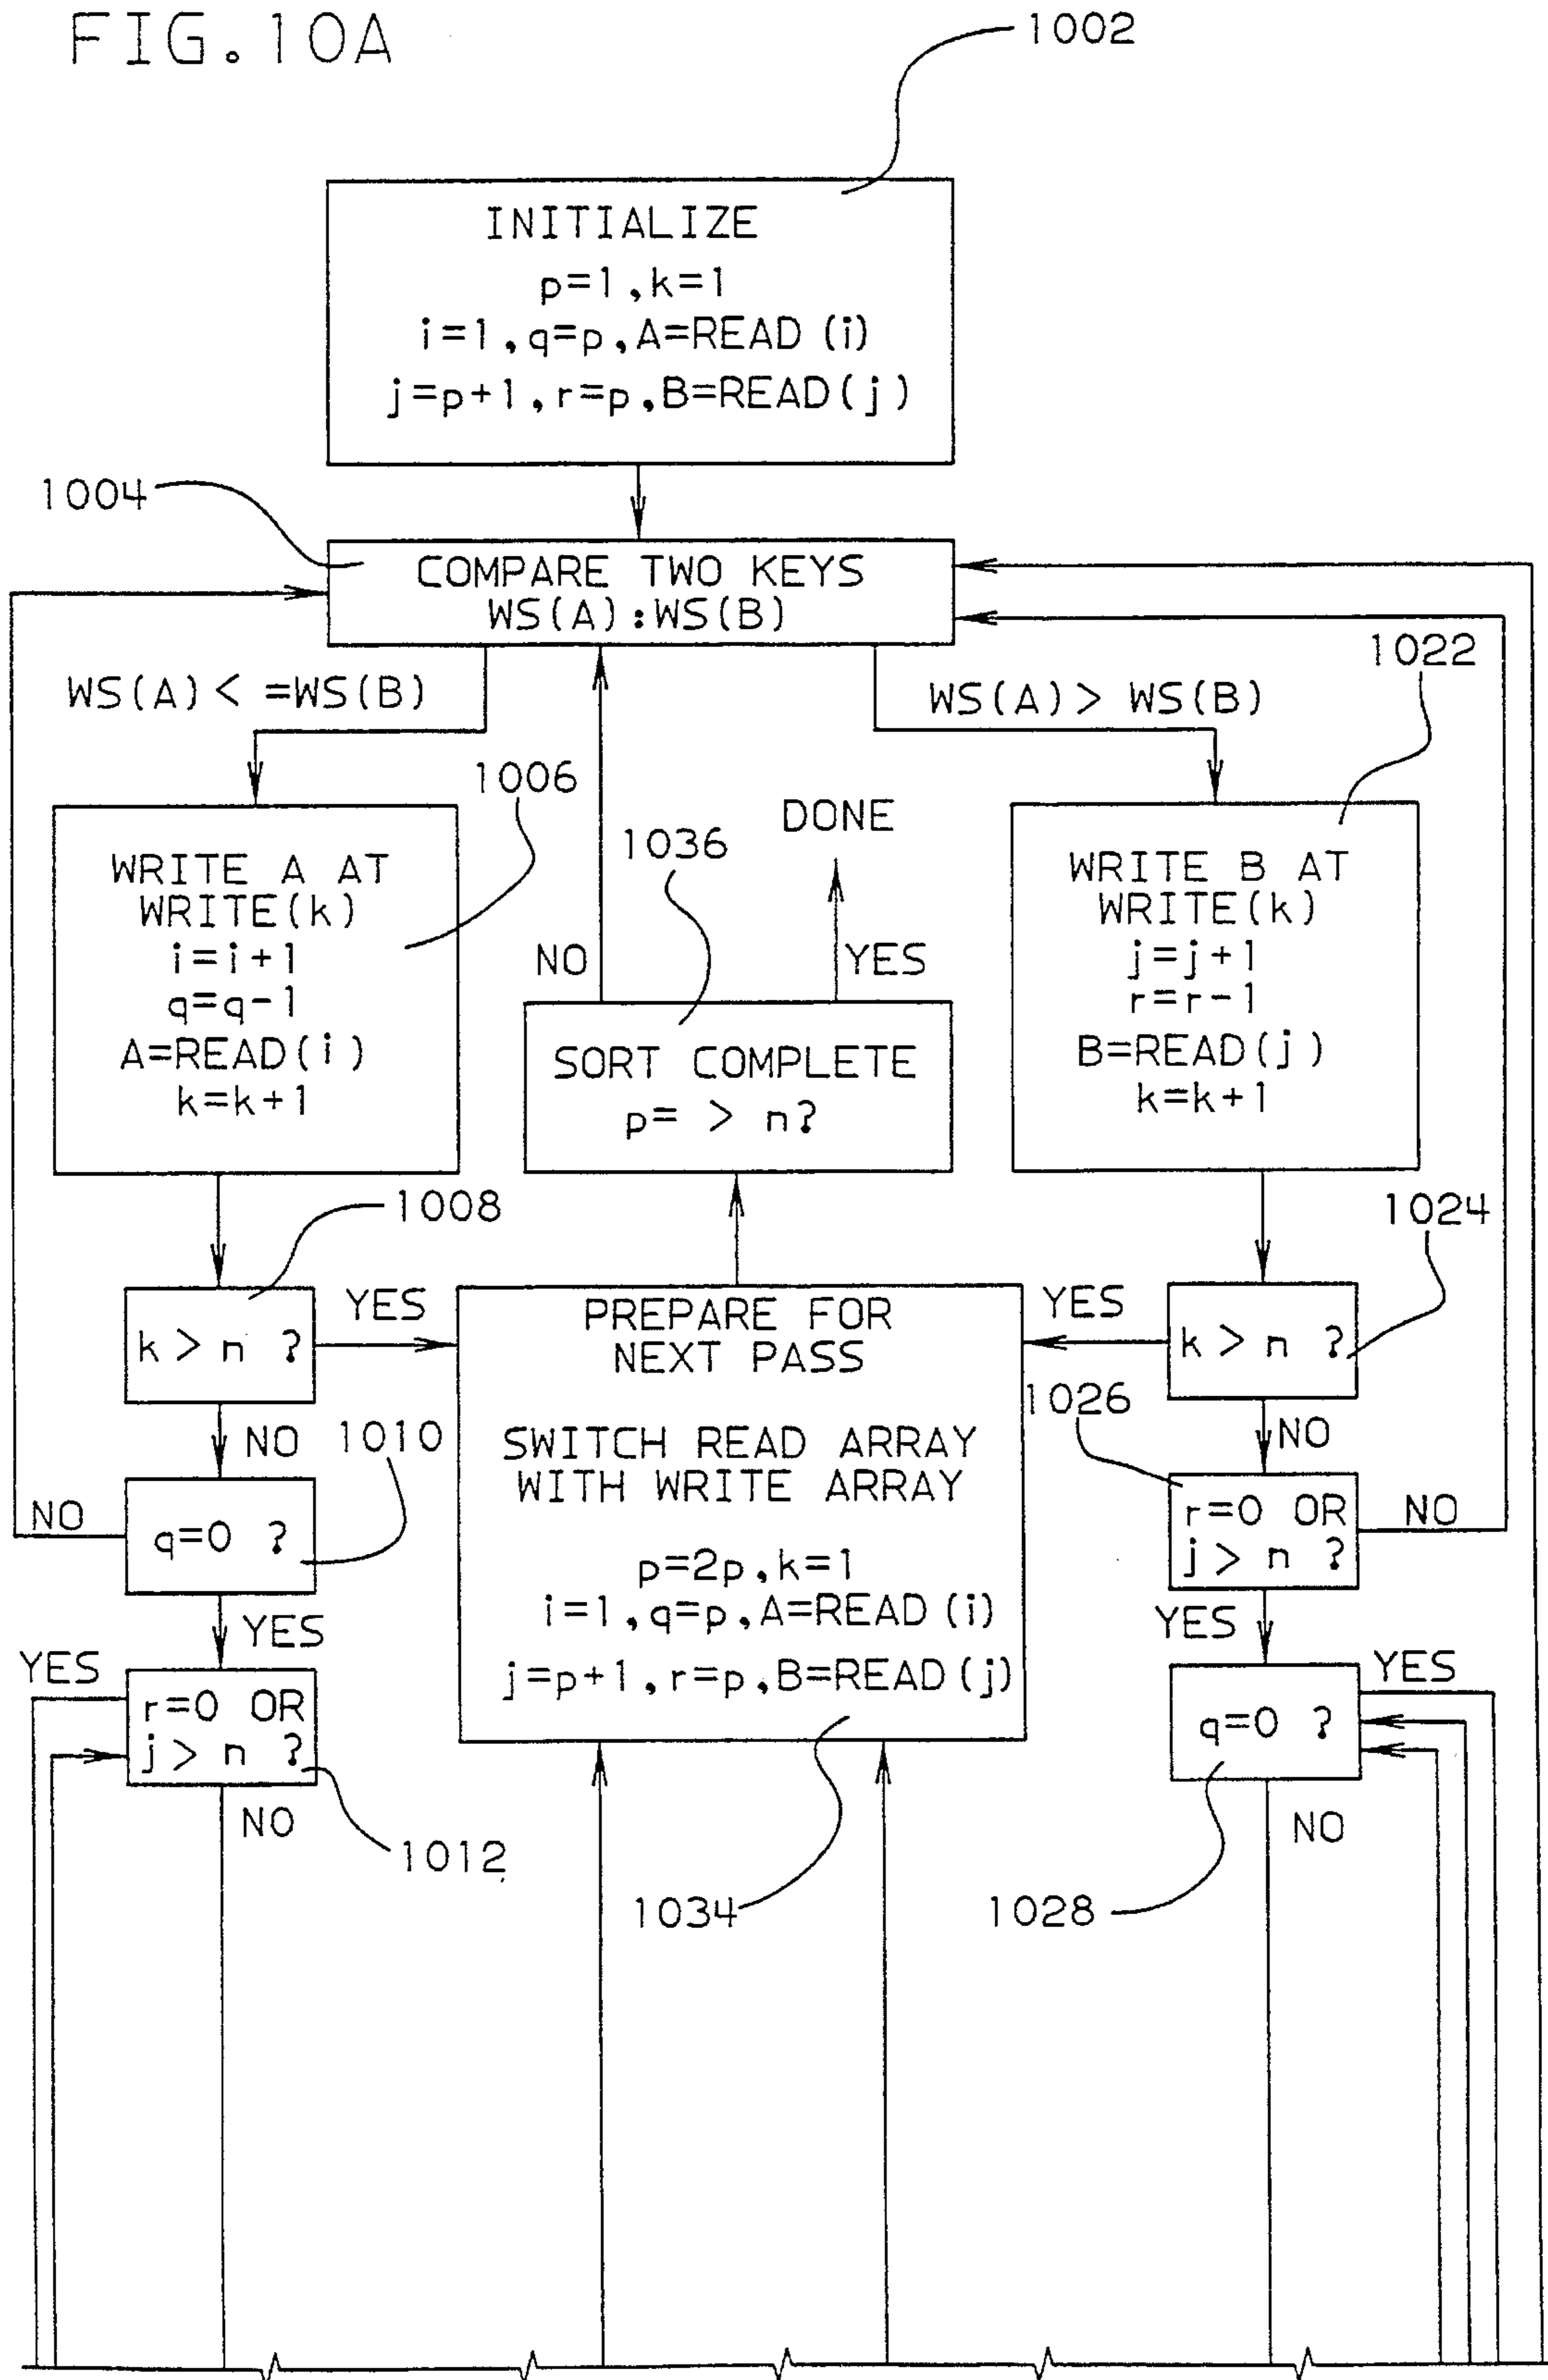 FIG.10A
1002
INITIALIZE
p=1,k=1
i=1,q=p,A=READ(i)
j=p+1,r=p,B=READ(j)
1004
COMPARE TWO KEYS
WS(A):WS(B)
WS(A)< =WS(B)
WS(A)> WS(B)
1022
1006
WRITE A AT
WRITE(k)
i=i+1
q=q-1
A=READ(i)
k=k+1
DONE
1036
NO
YES
SORT COMPLETE
p= > n?
WRITE B AT
WRITE(k)
j=j+1
r=r-1
B=READ(j)
k=k+1
1008
k > n ?
YES
NO
1010
q=0 ?
NO
YES
YES
r=0 OR
j > n ?
NO
1012
PREPARE FOR
NEXT PASS
SWITCH READ ARRAY
WITH WRITE ARRAY
p=2p,k=1
i=1,q=p,A=READ(i)
j=p+1,r=p,B=READ(j)
1034
1024
YES
k > n ?
1026
NO
r=0 OR
j > n ?
NO
YES
q=0 ?
YES
NO
1028